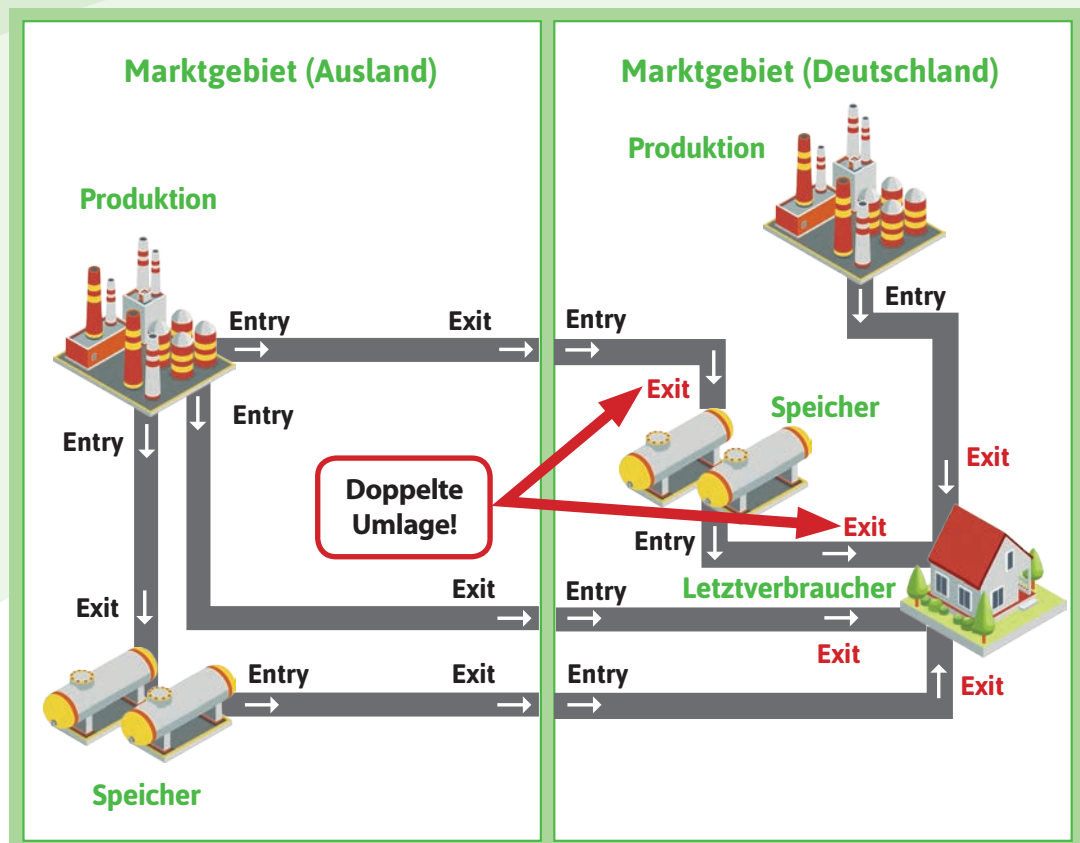 Marktgebiet (Ausland)
Produktion
Entry
Exit
Entry
Entry
Exit
Exit
Entry
Exit
Speicher
Doppelte
Umlage!
Marktgebiet (Deutschland)
Produktion
Entry
Entry
Exit
Speicher
Exit
Exit
Entry
Letztverbraucher
Entry
Exit
Entry
Exit